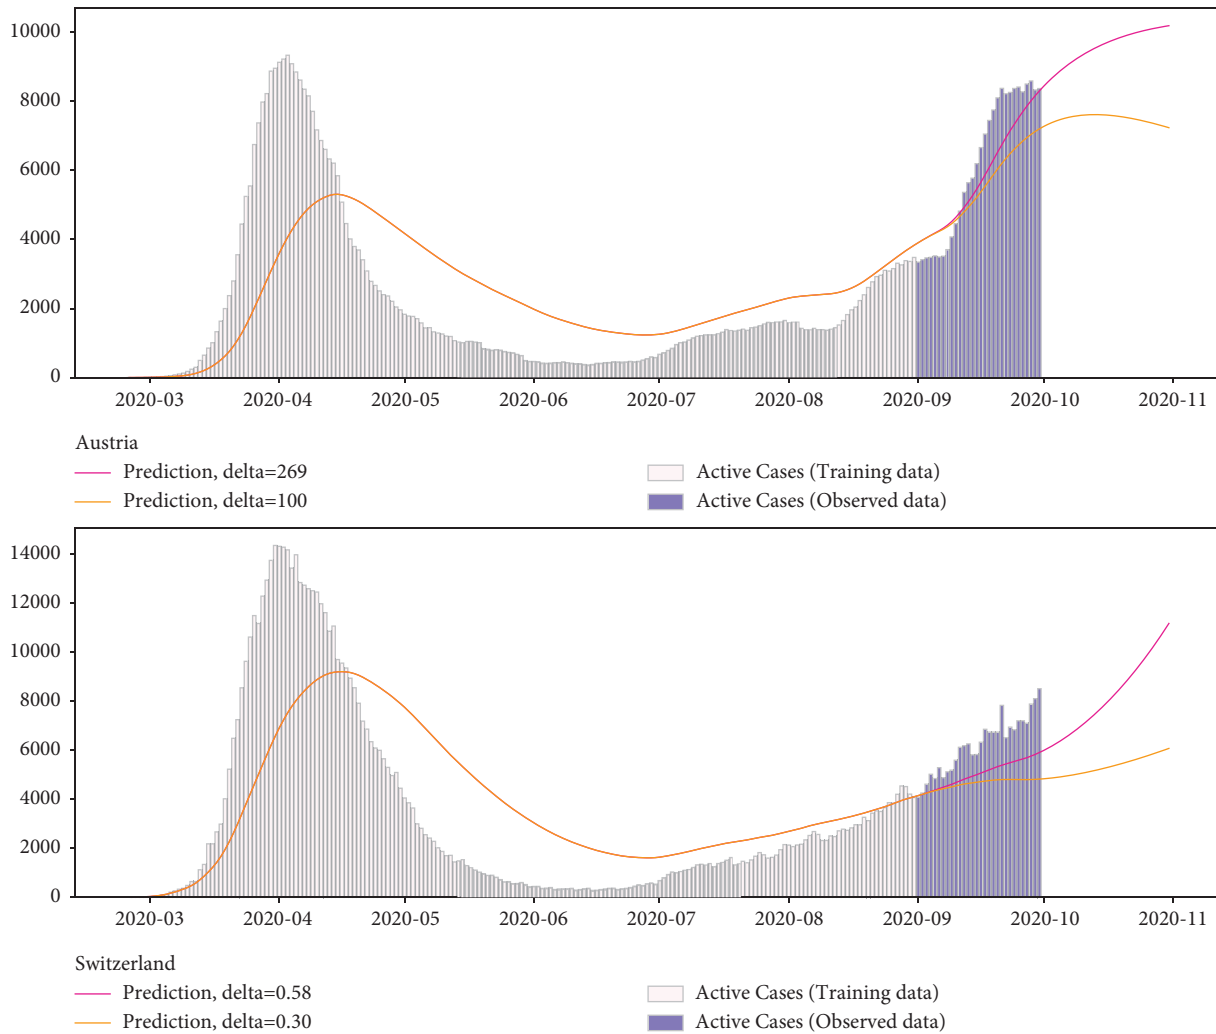 10000
8000
6000
4000
2000
0
2020-03 2020-04 2020-05 2020-06 2020-07 2020-08 2020-09 2020-10 2020-11
Austria
Prediction, delta=269 Active Cases (Training data)
Prediction, delta=100 Active Cases (Observed data)
14000
12000
10000
8000
6000
4000
2000
0
2020-03 2020-04 2020-05 2020-06 2020-07 2020-08 2020-09 2020-10 2020-11
Switzerland
Prediction, delta=0.58 Active Cases (Training data)
Prediction, delta=0.30 Active Cases (Observed data)